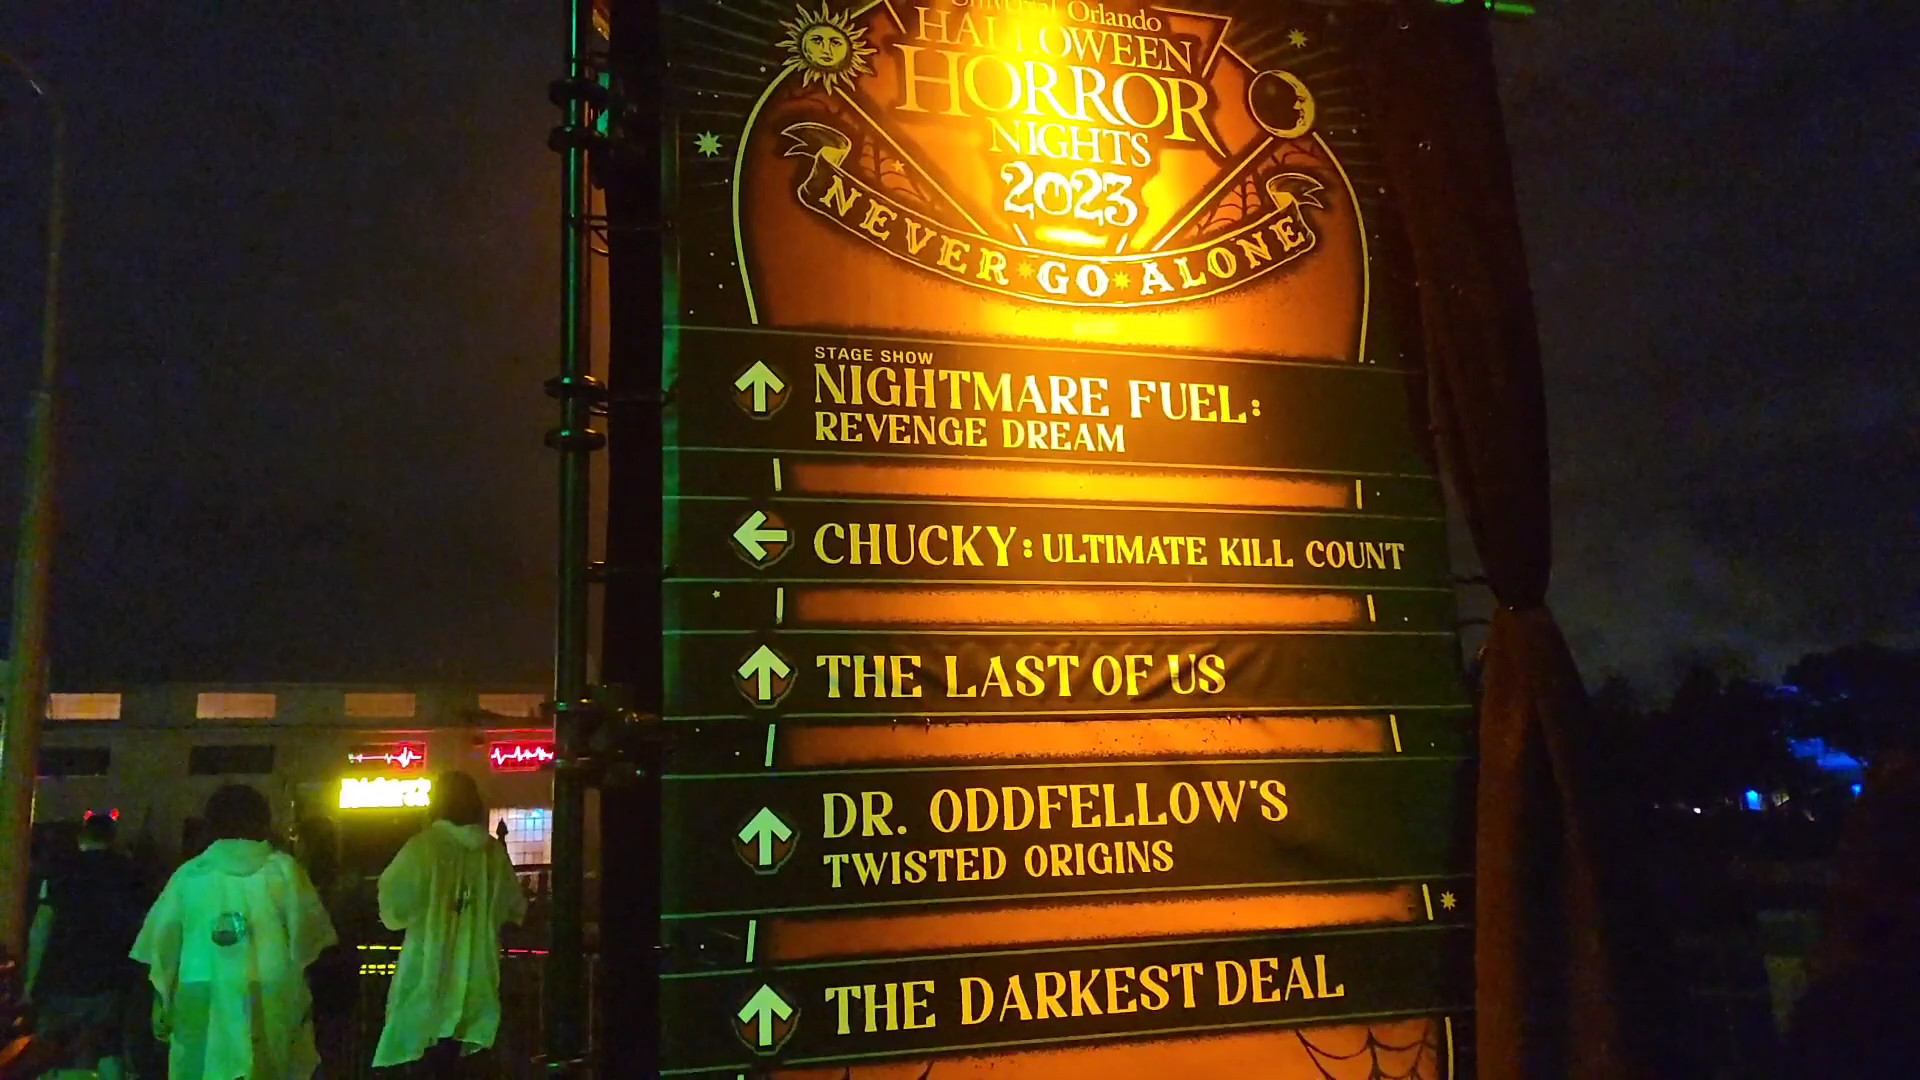 Universal Orlando
HALLOWEEN
HORROR
NIGHTS
2023
NEVER GO ALONE
STAGE SHOW
NIGHTMARE FUEL:
REVENGE DREAM
CHUCKY: ULTIMATE KILL COUNT
THE LAST OF US
DR. ODDFELLOW'S
TWISTED ORIGINS
THE DARKEST DEAL